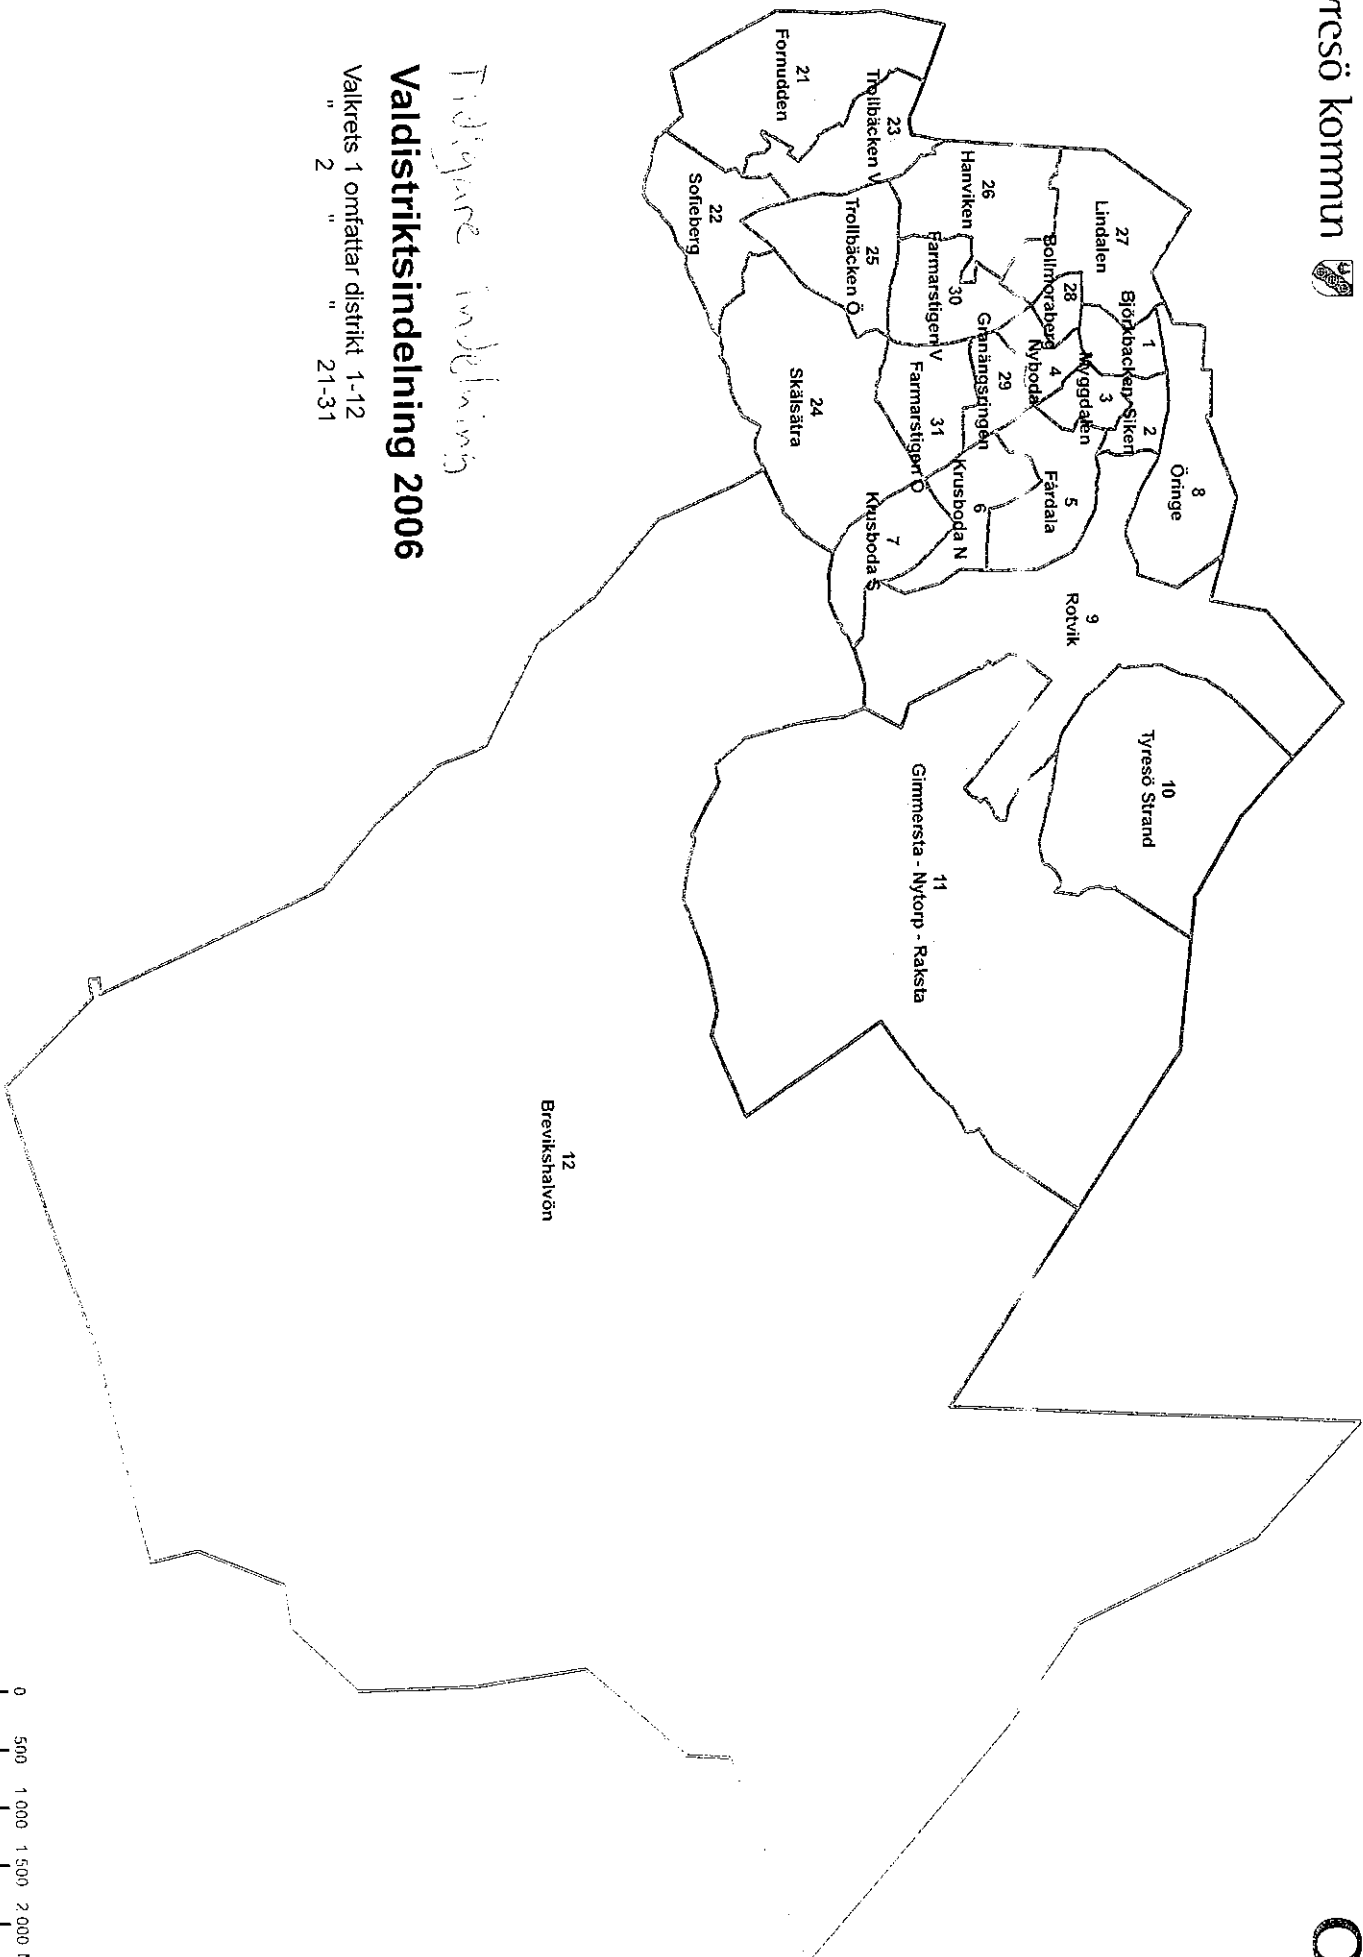 resö kommun
C
27
Lindalen
1
Björkbacken
2
Siken
8
Öringe
3
Myggdalen
28
Bollmoraberg
4
Nyboda
5
Fårdala
9
Rotvik
10
Tyresö Strand
26
Hanviken
29
Granängsringen
30
Farmarstigen V
31
Farmarstigen Ö
6
Krusboda N
7
Krusboda S
11
Gimmersta - Nytorp - Raksta
23
Trollbäcken V
25
Trollbäcken Ö
21
Fornudden
24
Skälsätra
22
Sofieberg
12
Brevikshalvön
Tidigare indelning
Valdistriktsindelning 2006
Valkrets 1 omfattar distrikt 1-12
" 2 " " 21-31
0 500 1 000 1 500 2 000